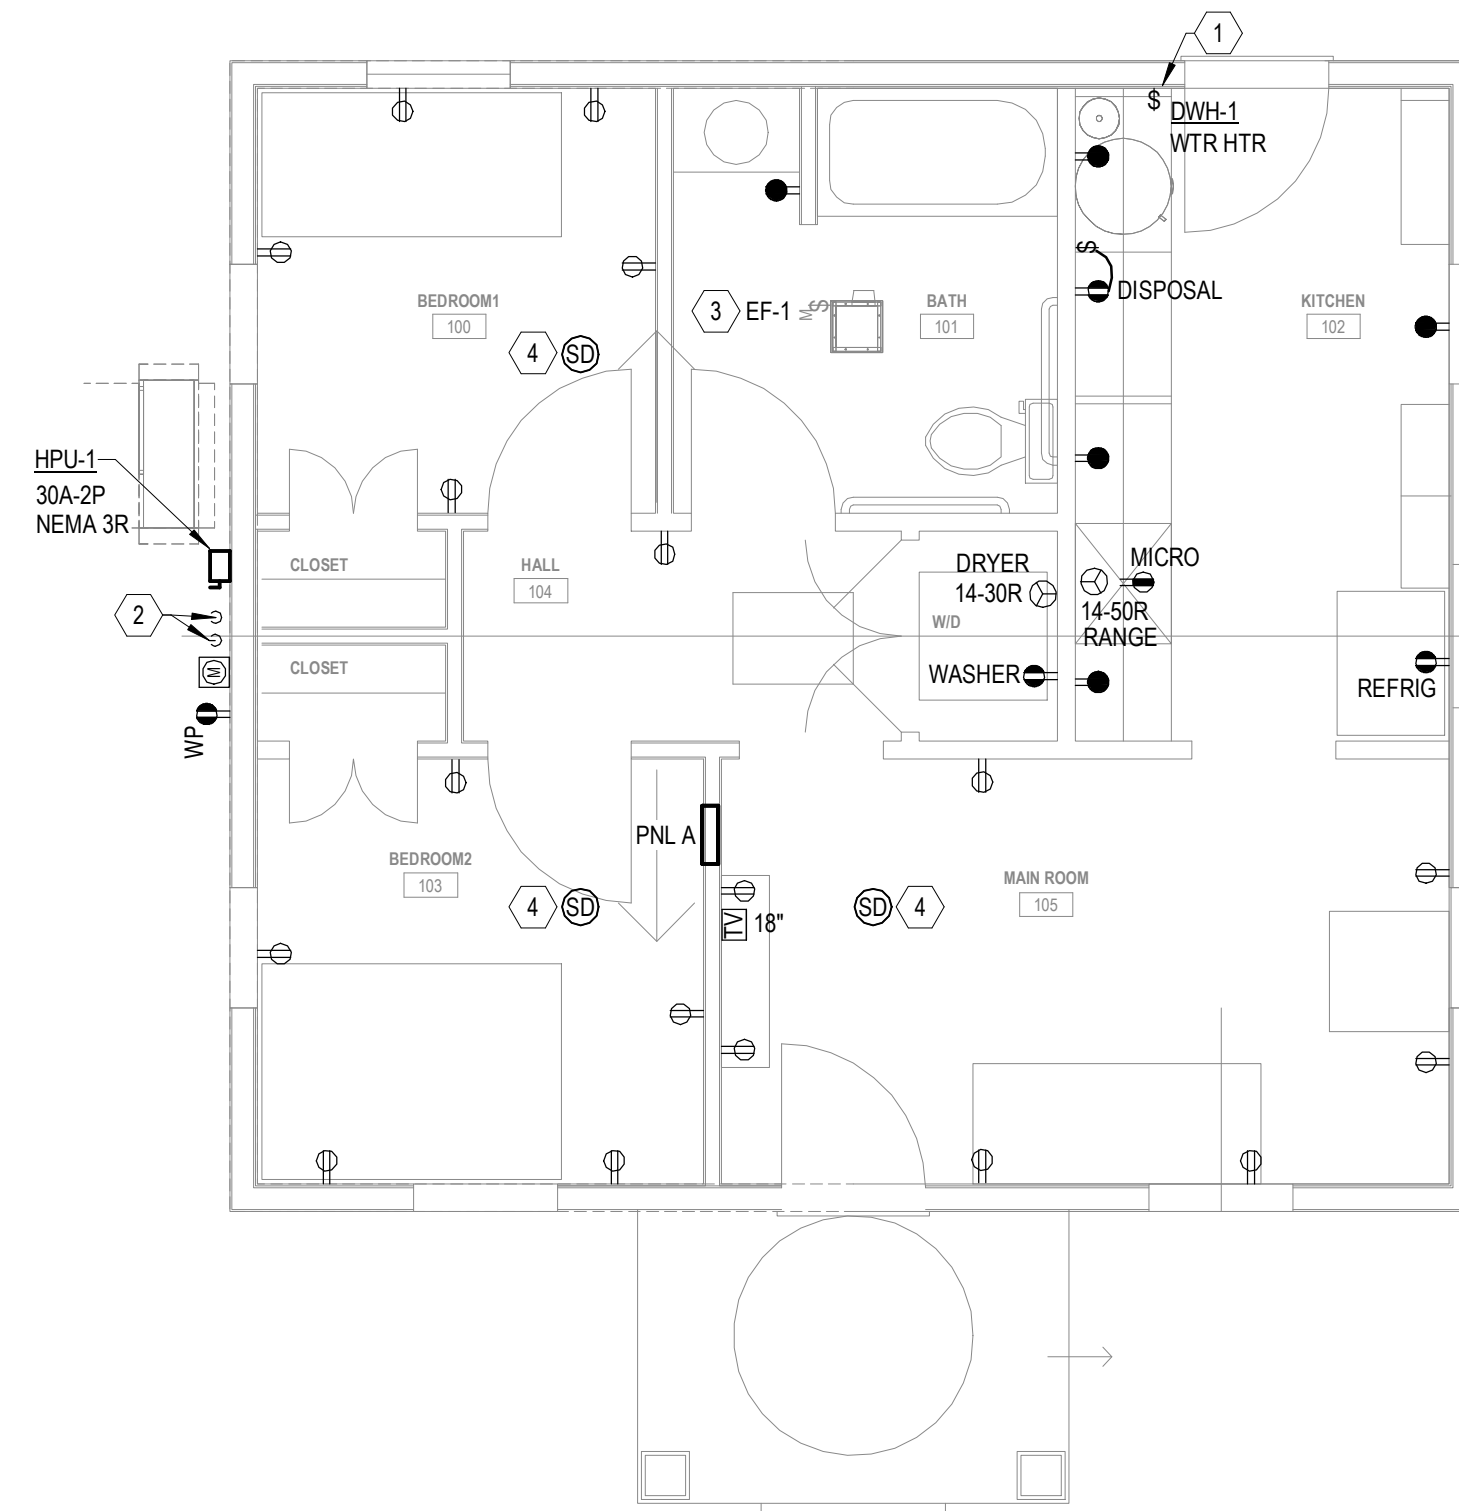 1
$
DWH-1
WTR HTR
BEDROOM1
100
3
EF-1
M
$
BATH
101
$
DISPOSAL
KITCHEN
102
4
SD
HPU-1
30A-2P
NEMA 3R
CLOSET
HALL
104
DRYER
14-30R
MICRO
14-50R
RANGE
2
W/D
M
CLOSET
WASHER
REFRIG
WP
PNL A
BEDROOM2
103
MAIN ROOM
105
4
SD
SD
4
TV
18"